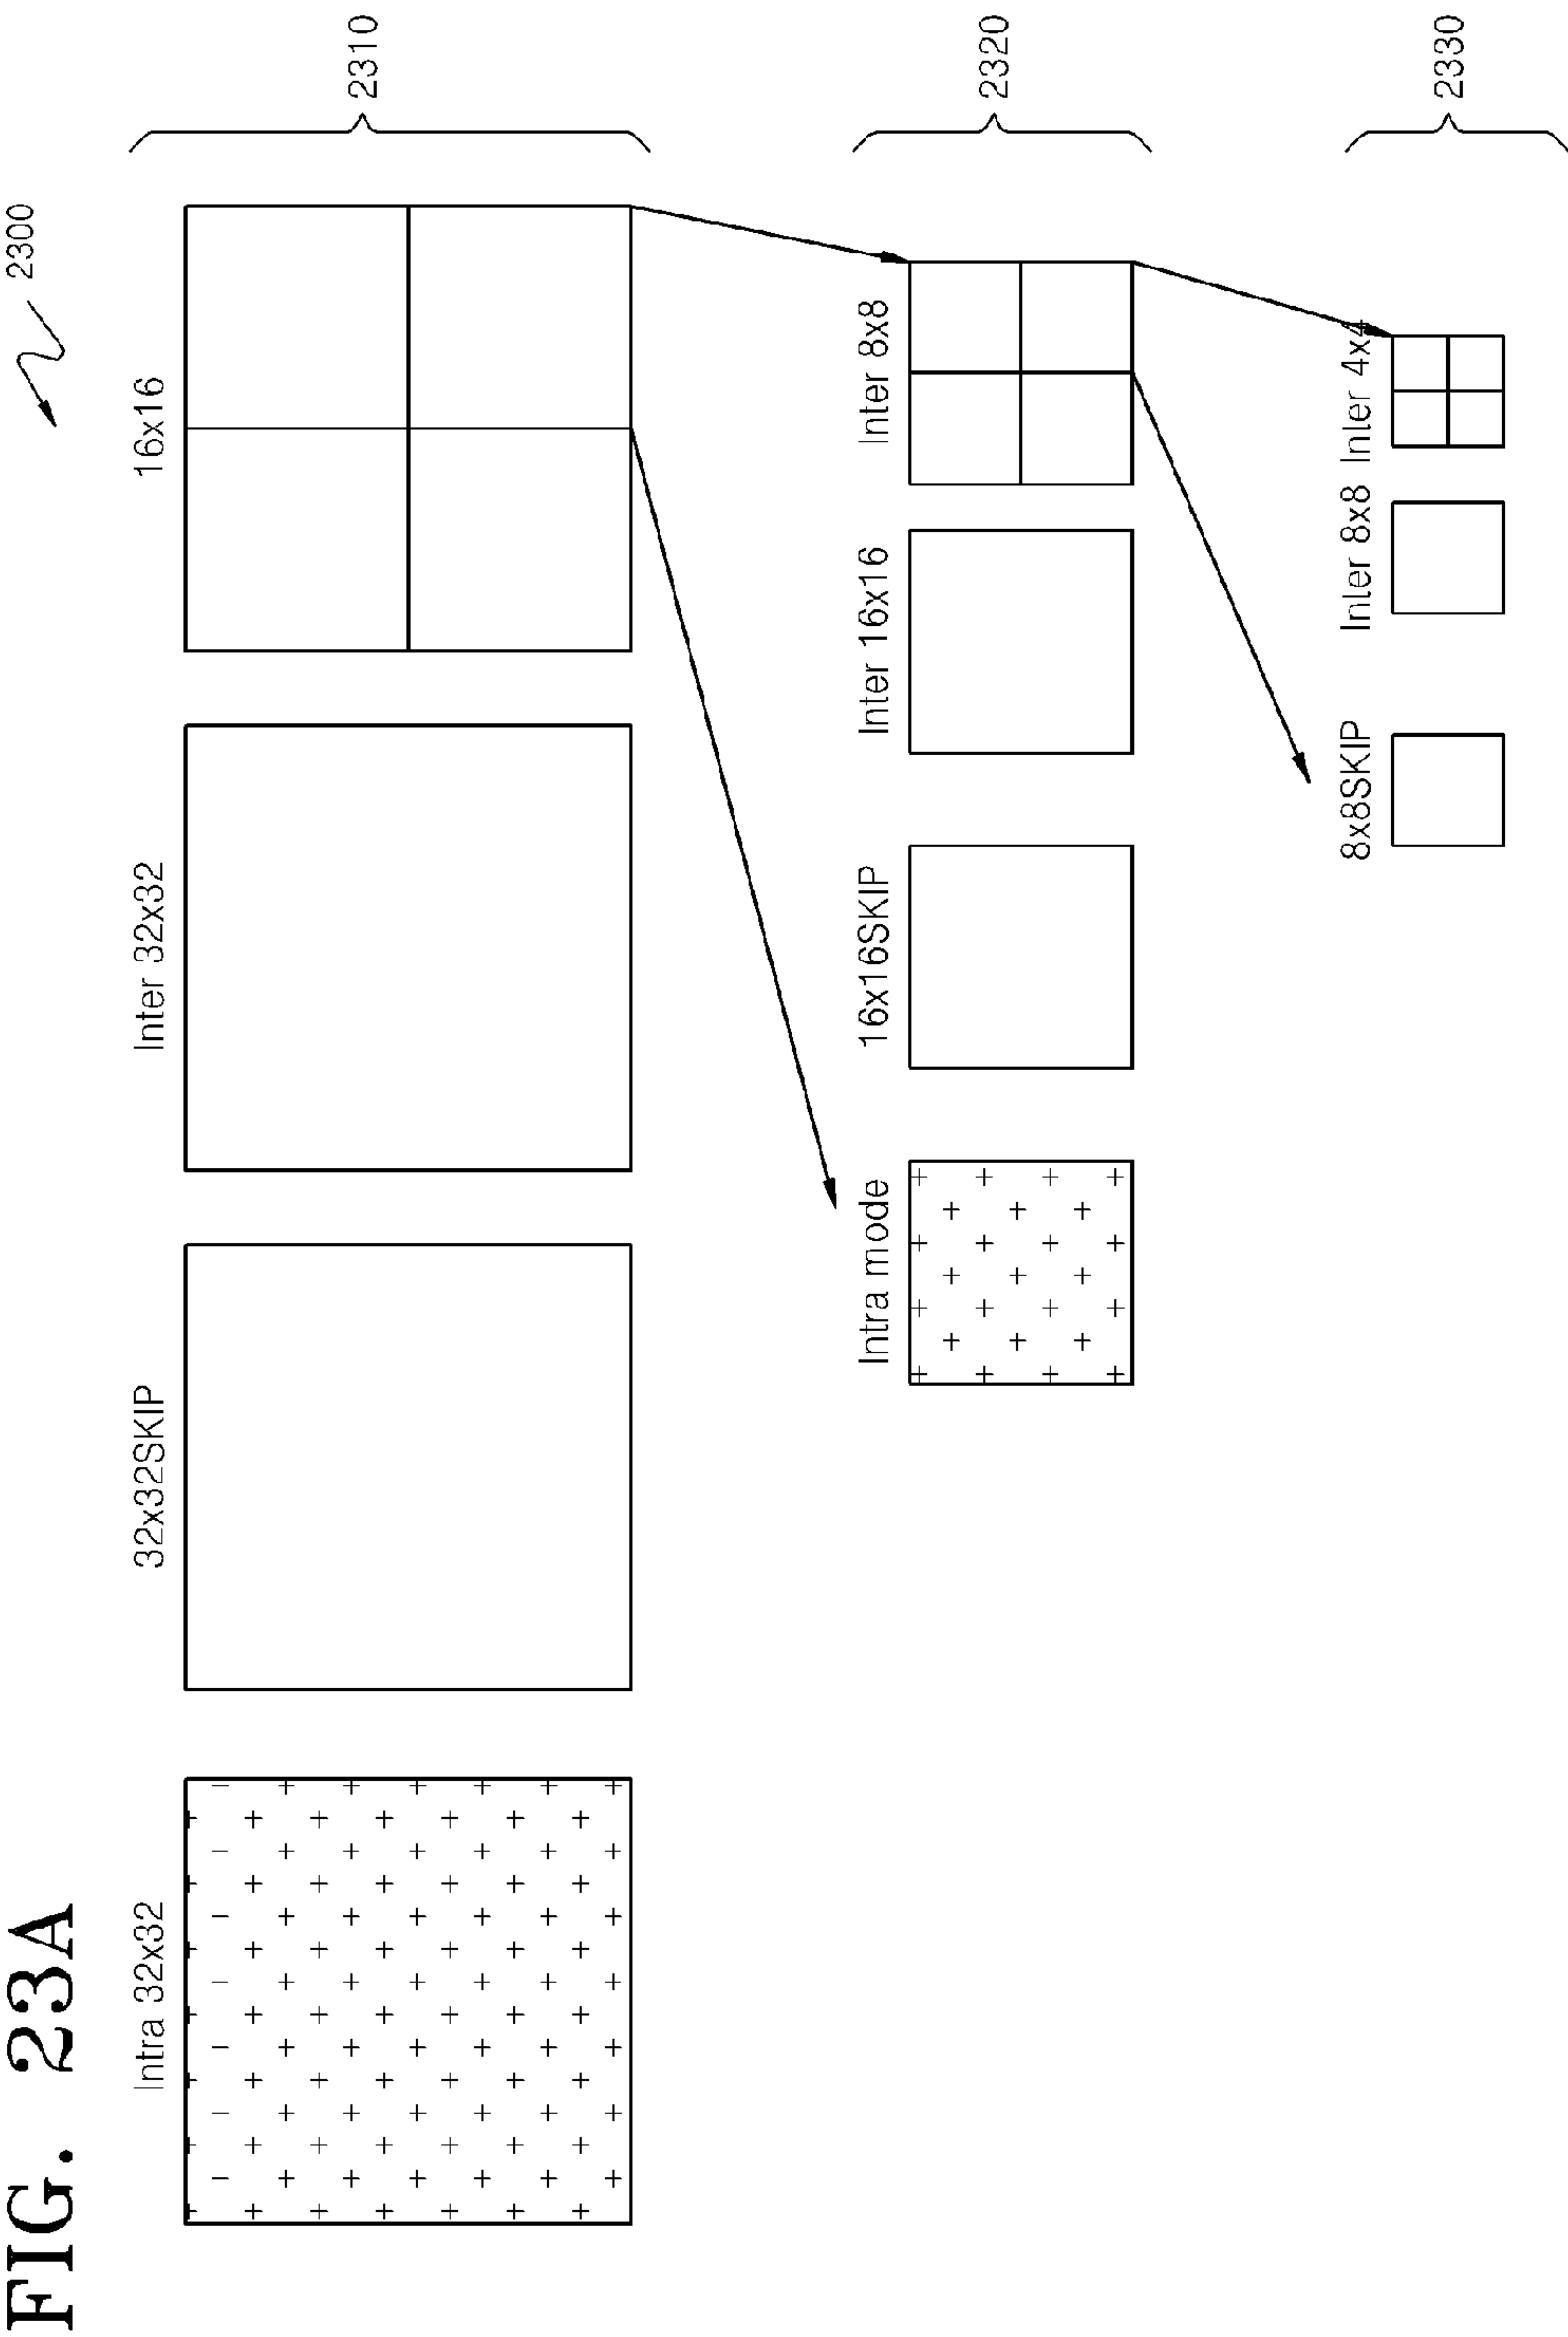 FIG. 23A
2300
Intra 32x32
32x32SKIP
Inter 32x32
16x16
2310
Intra mode
16x16SKIP
Inter 16x16
Inter 8x8
2320
8x8SKIP
Inter 8x8
Inter 4x4
2330